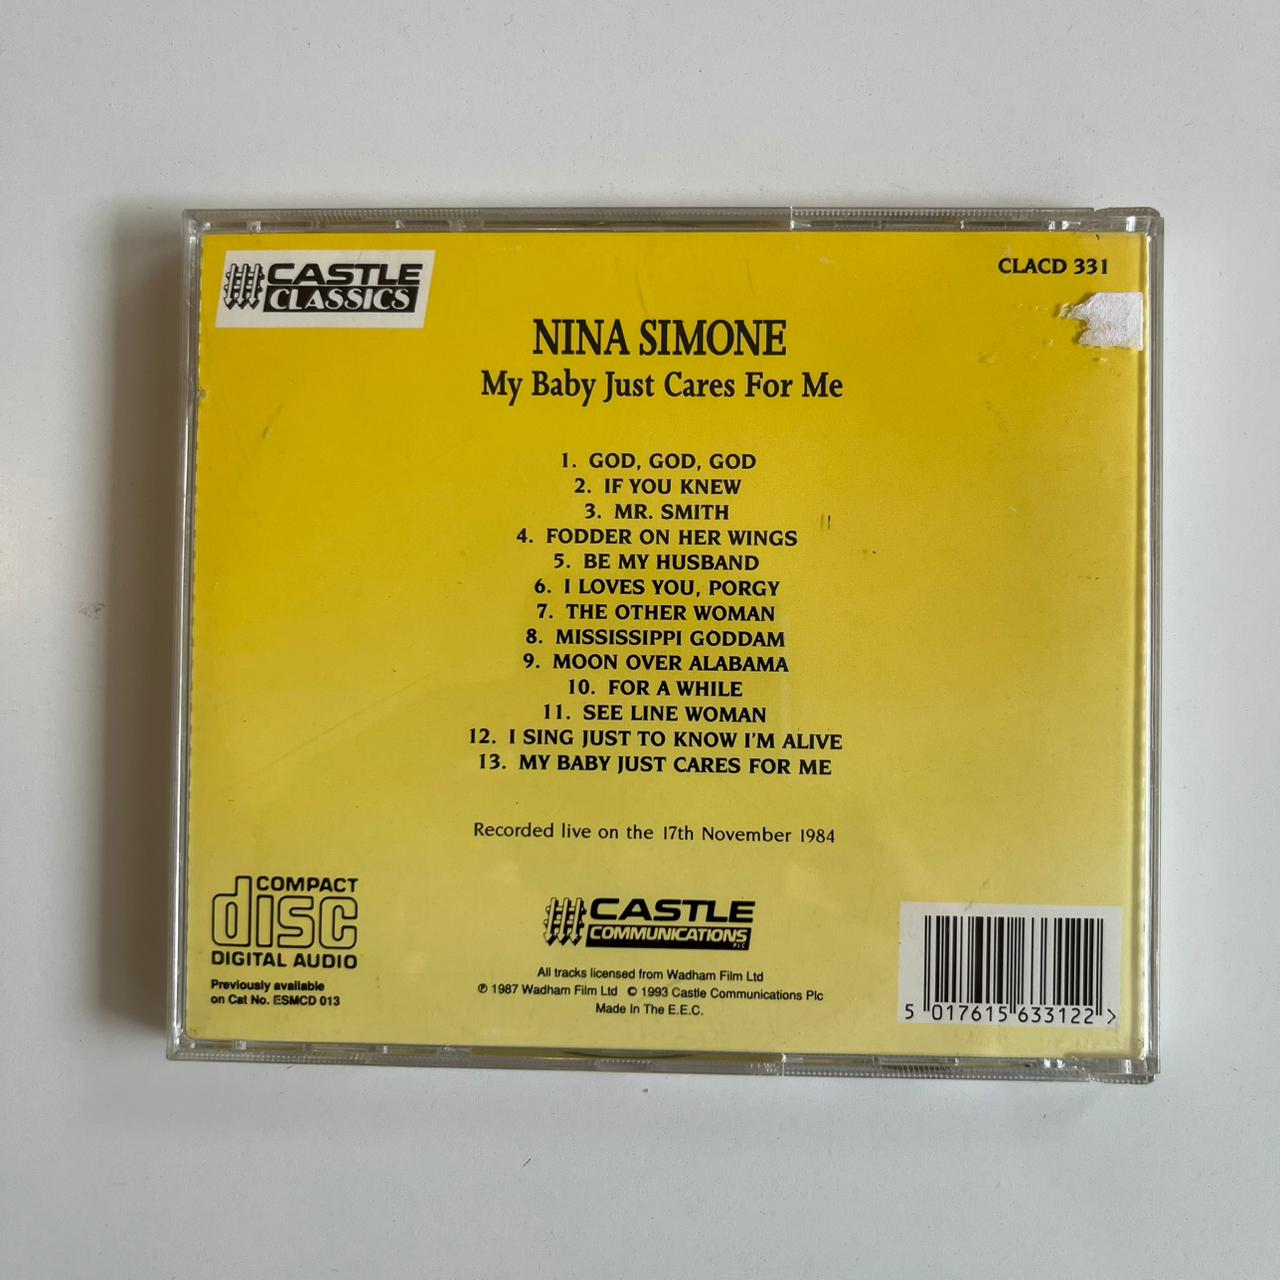 CASTLE
CLASSICS
CLACD 331
NINA SIMONE
My Baby Just Cares For Me
1. GOD, GOD, GOD
2. IF YOU KNEW
3. MR. SMITH
4. FODDER ON HER WINGS
5. BE MY HUSBAND
6. I LOVES YOU, PORGY
7. THE OTHER WOMAN
8. MISSISSIPPI GODDAM
9. MOON OVER ALABAMA
10. FOR A WHILE
11. SEE LINE WOMAN
12. I SING JUST TO KNOW I'M ALIVE
13. MY BABY JUST CARES FOR ME
Recorded live on the 17th November 1984
COMPACT
disc
DIGITAL AUDIO
Previously available
on Cat No. ESMCD 013
CASTLE
COMMUNICATIONS
PLC
All tracks licensed from Wadham Film Ltd
℗ 1987 Wadham Film Ltd © 1993 Castle Communications Plc
Made In The E.E.C.
5 017615 633122 >